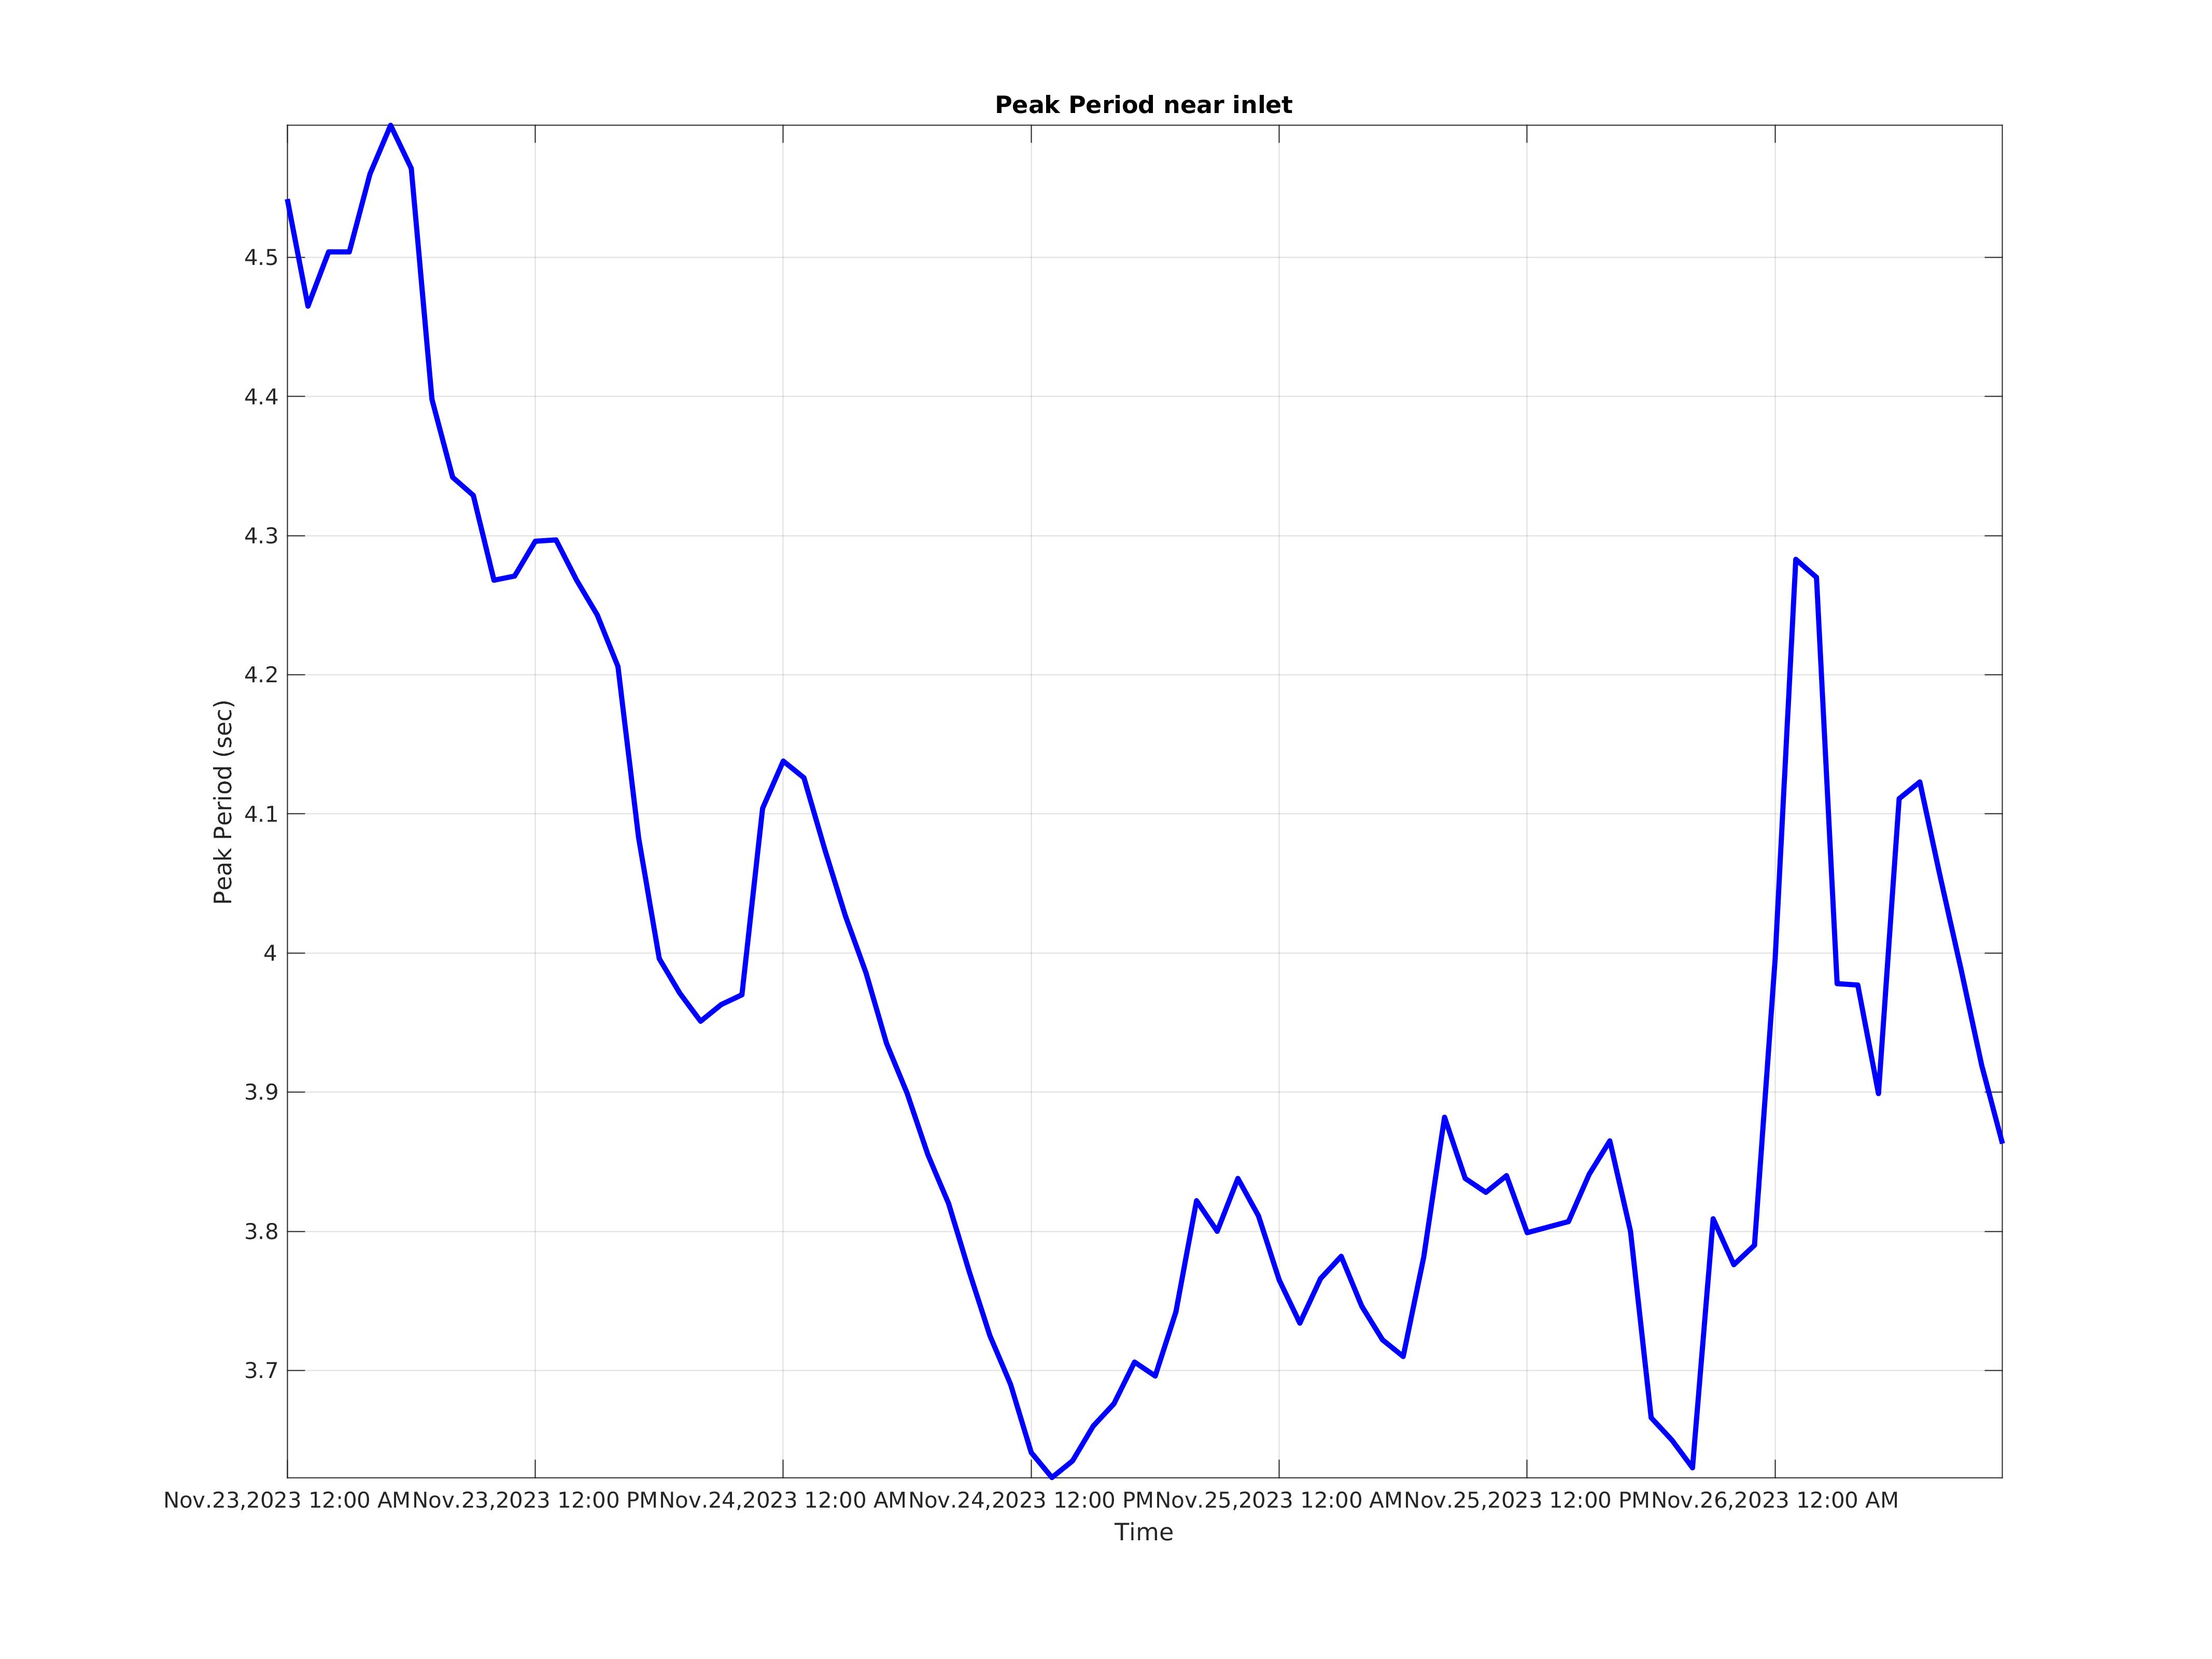 Peak Period near inlet
Peak Period (sec)
4.5
4.4
4.3
4.2
4.1
4
3.9
3.8
3.7
Nov.23,2023 12:00 AM Nov.23,2023 12:00 PM Nov.24,2023 12:00 AM Nov.24,2023 12:00 PM Nov.25,2023 12:00 AM Nov.25,2023 12:00 PM Nov.26,2023 12:00 AM
Time